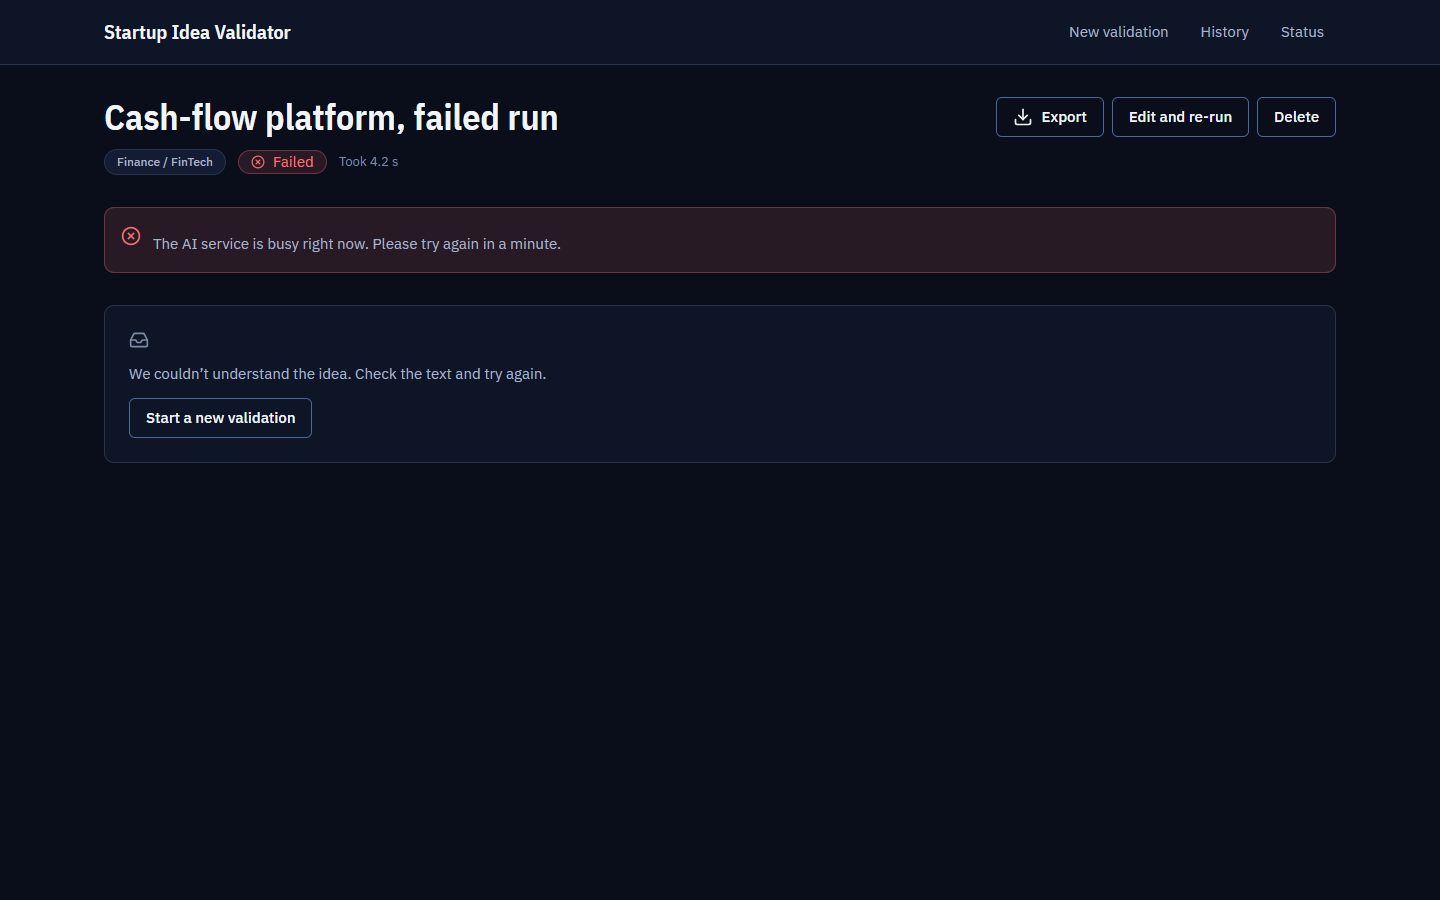 Startup Idea Validator
New validation
History
Status
Cash-flow platform, failed run
Export
Edit and re-run
Delete
Finance / FinTech
Failed
Took 4.2 s
The AI service is busy right now. Please try again in a minute.
We couldn’t understand the idea. Check the text and try again.
Start a new validation